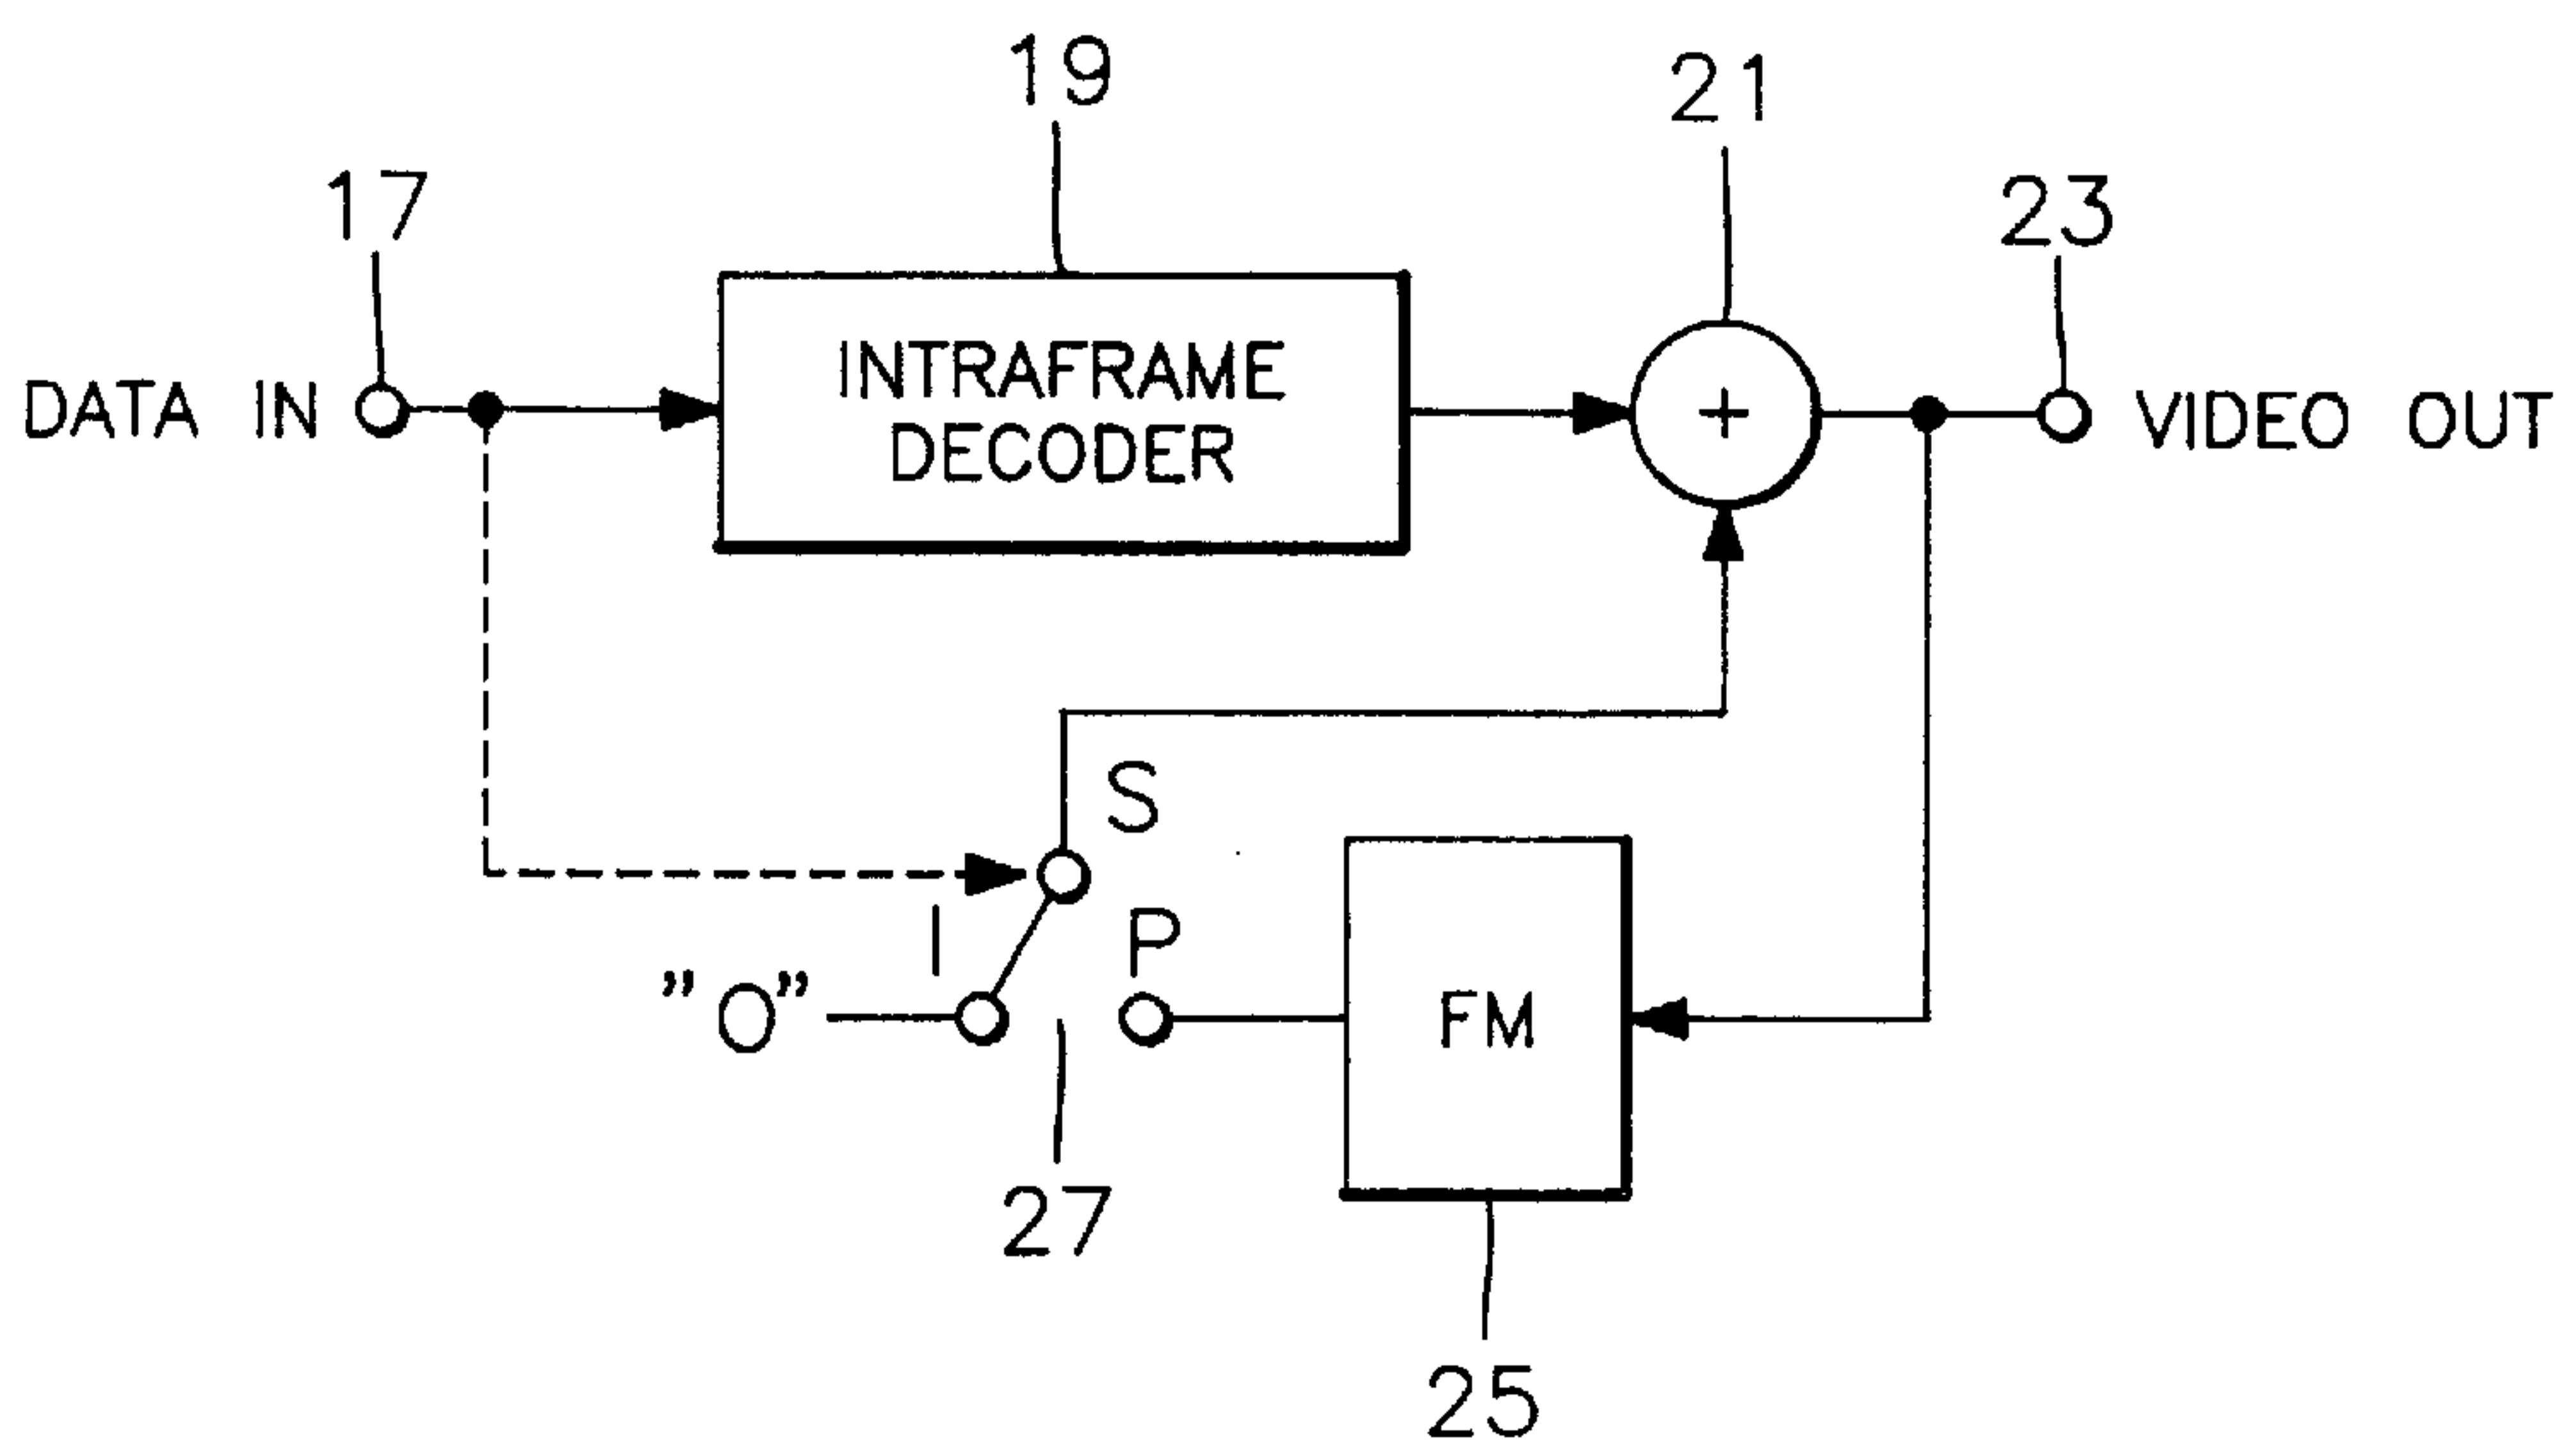 19
21
17
23
INTRAFRAME
DECODER
+
DATA IN
VIDEO OUT
S
I
P
"0"
FM
27
25